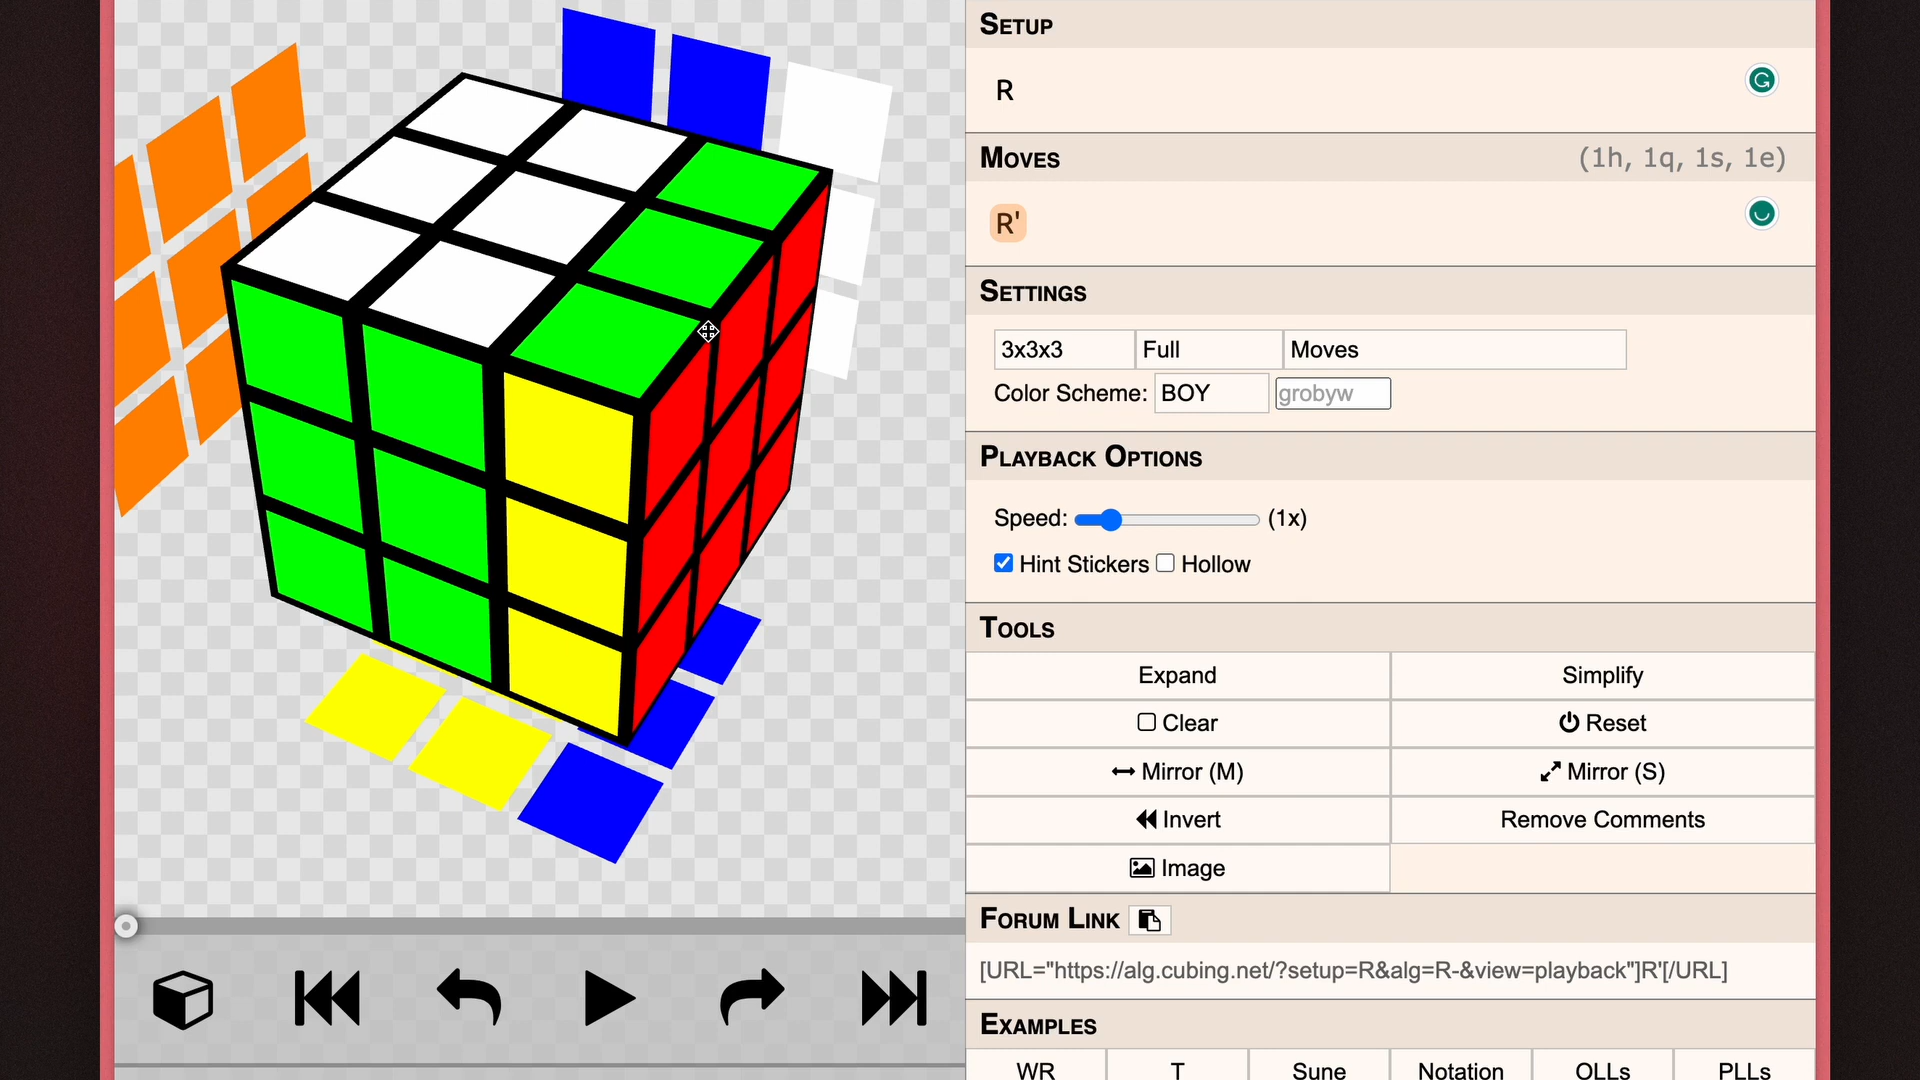 SETUP
R
MOVES (1h, 1q, 1s, 1e)
R'
SETTINGS
3x3x3 Full Moves
Color Scheme: BOY grobyw
PLAYBACK OPTIONS
Speed: (1x)
Hint Stickers Hollow
TOOLS
Expand Simplify
Clear Reset
Mirror (M) Mirror (S)
Invert Remove Comments
Image
FORUM LINK
[URL="https://alg.cubing.net/?setup=R&alg=R-&view=playback"]R'[/URL]
EXAMPLES
WR T Sune Notation OLLs PLLs